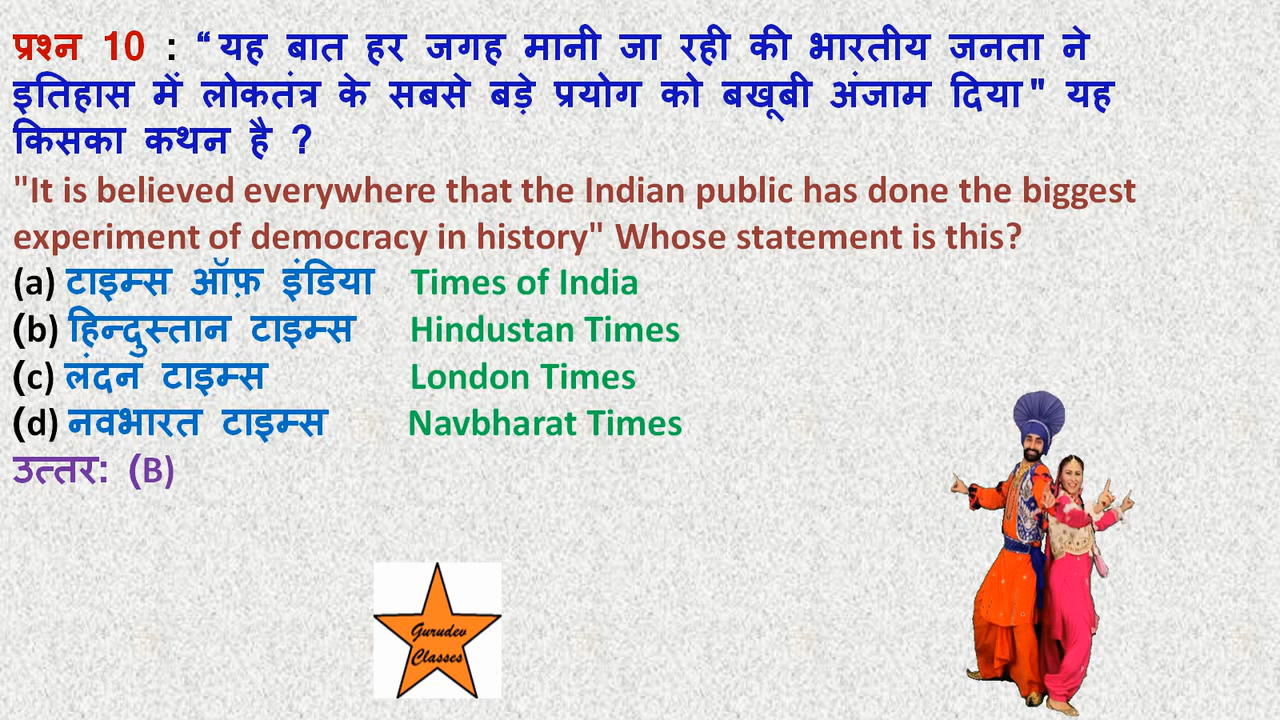 प्रश्न 10 : “यह बात हर जगह मानी जा रही की भारतीय जनता ने
इतिहास में लोकतंत्र के सबसे बड़े प्रयोग को बखूबी अंजाम दिया" यह
किसका कथन है ?
"It is believed everywhere that the Indian public has done the biggest
experiment of democracy in history" Whose statement is this?
(a) टाइम्स ऑफ़ इंडिया Times of India
(b) हिन्दुस्तान टाइम्स Hindustan Times
(c) लंदन टाइम्स London Times
(d) नवभारत टाइम्स Navbharat Times
उत्तर: (B)
Gurudev
Classes